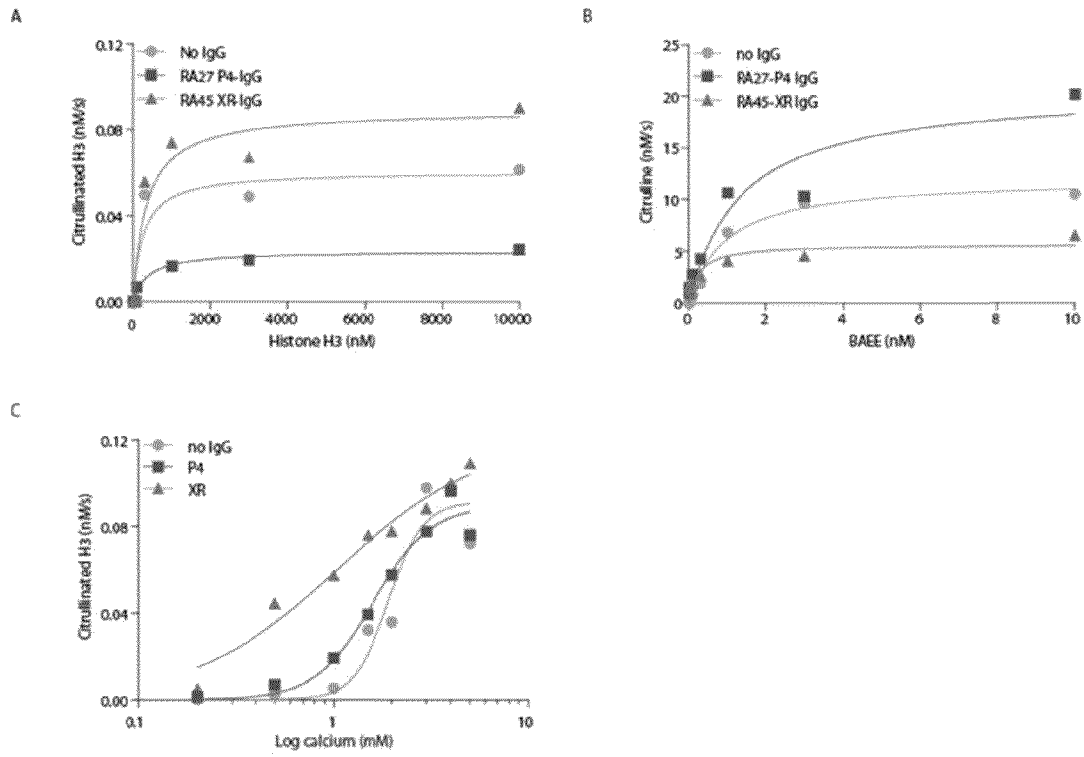 A
0.12
0.08
0.04
0.00
Citrullinated H3 (nM/s)
No IgG
RA27 P4-IgG
RA45 XR-IgG
0
2000
4000
6000
8000
10000
Histone H3 (nM)
B
25
20
15
10
5
0
Citrulline (nM/s)
no IgG
RA27-P4 IgG
RA45-XR IgG
0
2
4
6
8
10
BAEE (nM)
C
0.12
0.08
0.04
0.00
Citrullinated H3 (nM/s)
no IgG
P4
XR
0.1
1
10
Log calcium (mM)